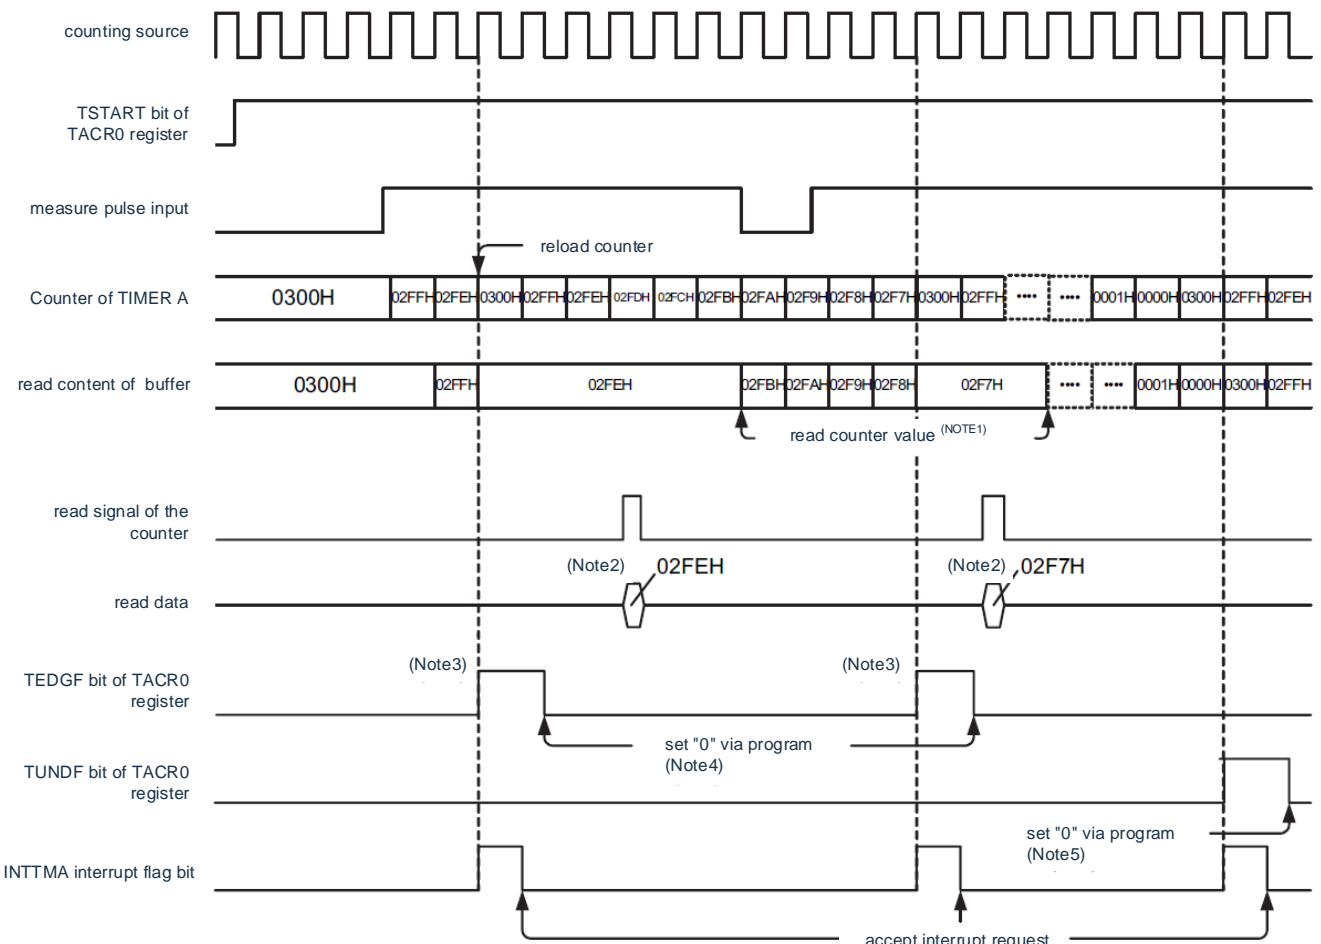 counting source
TSTART bit of
TACR0 register
measure pulse input
reload counter
Counter of TIMER A
0300H 02FFH 02FEH 0300H 02FFH 02FEH 02FDH 02FCH 02FBH 02FAH 02F9H 02F8H 02F7H 0300H 02FFH •••• •••• 0001H 0000H 0300H 02FFH 02FEH
read content of buffer
0300H 02FFH 02FEH 02FBH 02FAH 02F9H 02F8H 02F7H •••• •••• 0001H 0000H 0300H 02FFH
read counter value (NOTE1)
read signal of the
counter
(Note2) 02FEH (Note2) 02F7H
read data
(Note3) (Note3)
TEDGF bit of TACR0
register
set "0" via program
(Note4)
TUNDF bit of TACR0
register
set "0" via program
(Note5)
INTTMA interrupt flag bit
accept interrupt request